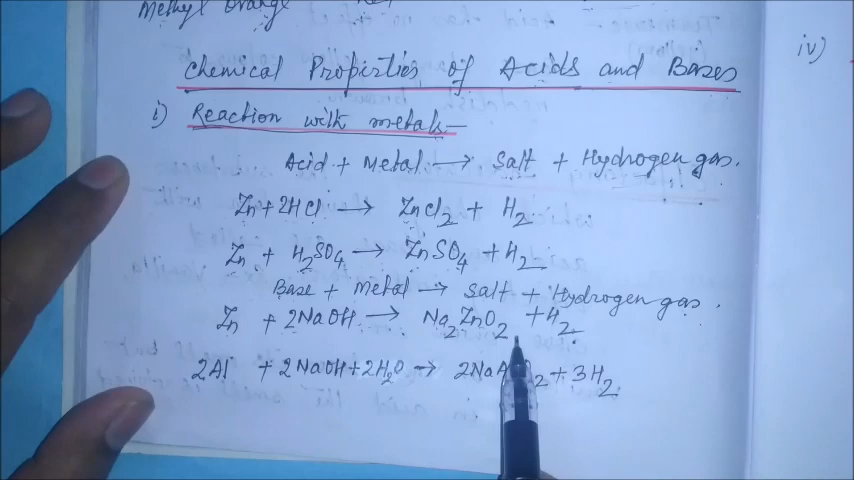 Methyl Orange
Chemical Properties of Acids and Bases
iv)
i) Reaction with metals—
Acid + Metal → Salt + Hydrogen gas.
Zn + 2HCl → ZnCl2 + H2
Zn + H2SO4 → ZnSO4 + H2
Base + Metal → Salt + Hydrogen gas.
Zn + 2NaOH → Na2ZnO2 + H2
2Al + 2NaOH + 2H2O → 2NaA 2 + 3H2.